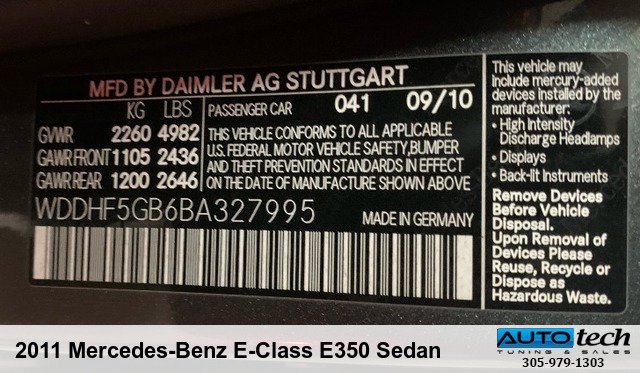 MFD BY DAIMLER AG STUTTGART
KG LBS
GVWR 2260 4982
GAWR FRONT 1105 2436
GAWR REAR 1200 2646
PASSENGER CAR 041 09/10
THIS VEHICLE CONFORMS TO ALL APPLICABLE
U.S. FEDERAL MOTOR VEHICLE SAFETY, BUMPER
AND THEFT PREVENTION STANDARDS IN EFFECT
ON THE DATE OF MANUFACTURE SHOWN ABOVE
WDDHF5GB6BA327995
MADE IN GERMANY
This vehicle may
include mercury-added
devices installed by the
manufacturer:
• High Intensity
Discharge Headlamps
• Displays
• Back-lit Instruments
Remove Devices
Before Vehicle
Disposal.
Upon Removal of
Devices Please
Reuse, Recycle or
Dispose as
Hazardous Waste.
2011 Mercedes-Benz E-Class E350 Sedan
AUTOtech
TUNING & SALES
305-979-1303